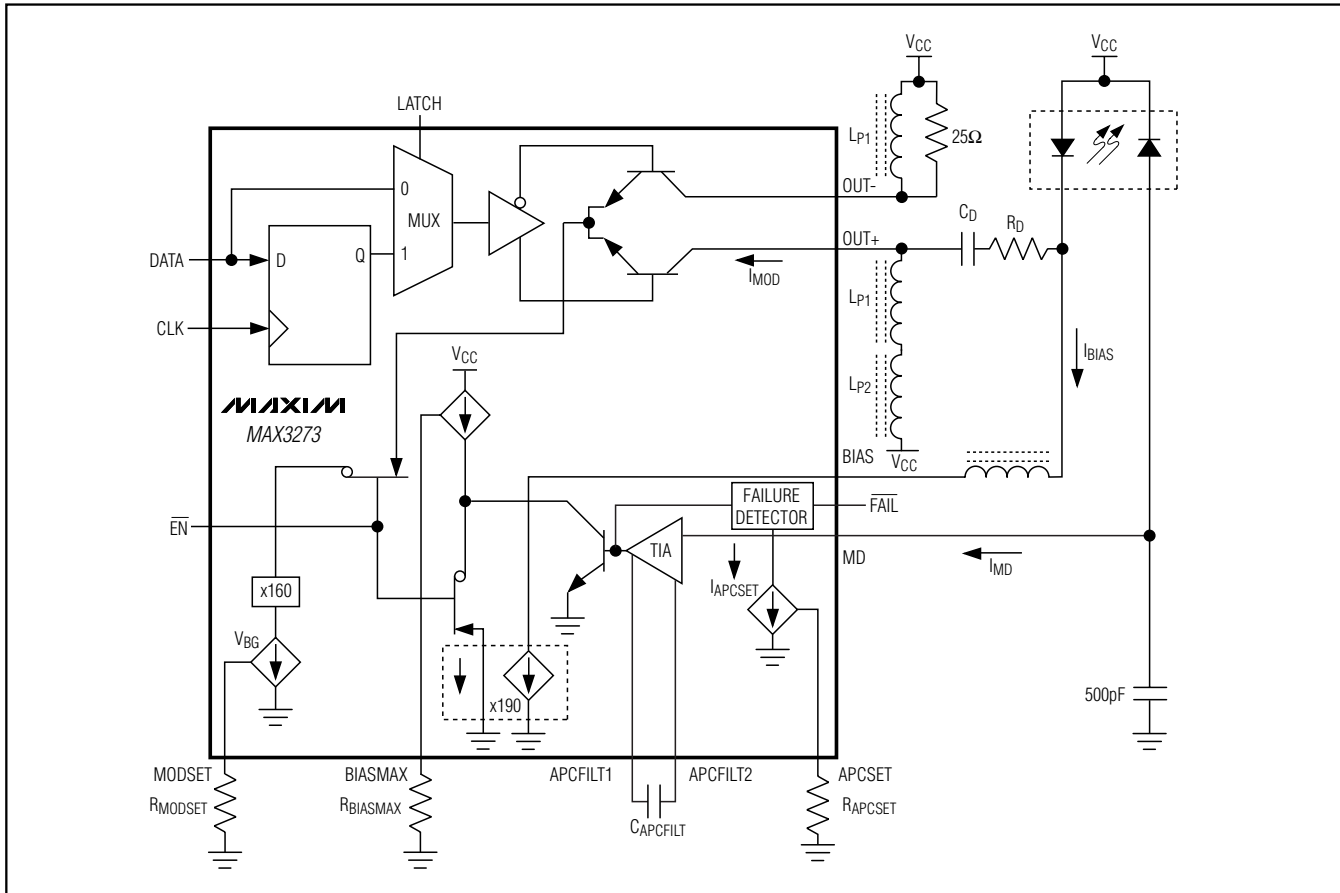 VCC
VCC
LATCH
LP1
25Ω
OUT-
0
MUX
CD
RD
OUT+
DATA
D
Q
1
IMOD
LP1
CLK
IBIAS
VCC
LP2
MAXIM
MAX3273
BIAS
VCC
FAILURE
DETECTOR
FAIL
EN
TIA
MD
IMD
x160
IAPCSET
VBG
x190
500pF
MODSET
BIASMAX
APCFILT1
APCFILT2
APCSET
RMODSET
RBIASMAX
CAPCFILT
RAPCSET